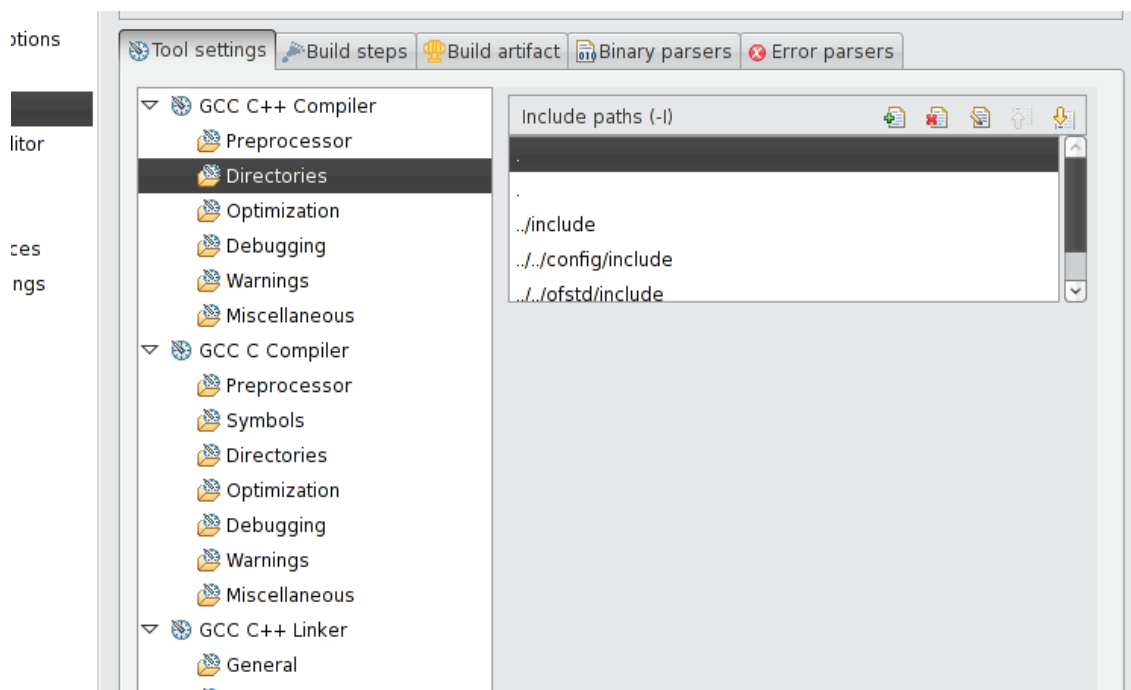 otions
litor
ces
ngs
Tool settings Build steps Build artifact Binary parsers Error parsers
GCC C++ Compiler
Preprocessor
Directories
Optimization
Debugging
Warnings
Miscellaneous
GCC C Compiler
Preprocessor
Symbols
Directories
Optimization
Debugging
Warnings
Miscellaneous
GCC C++ Linker
General
Include paths (-I)
.
.
../include
../../config/include
../../ofstd/include